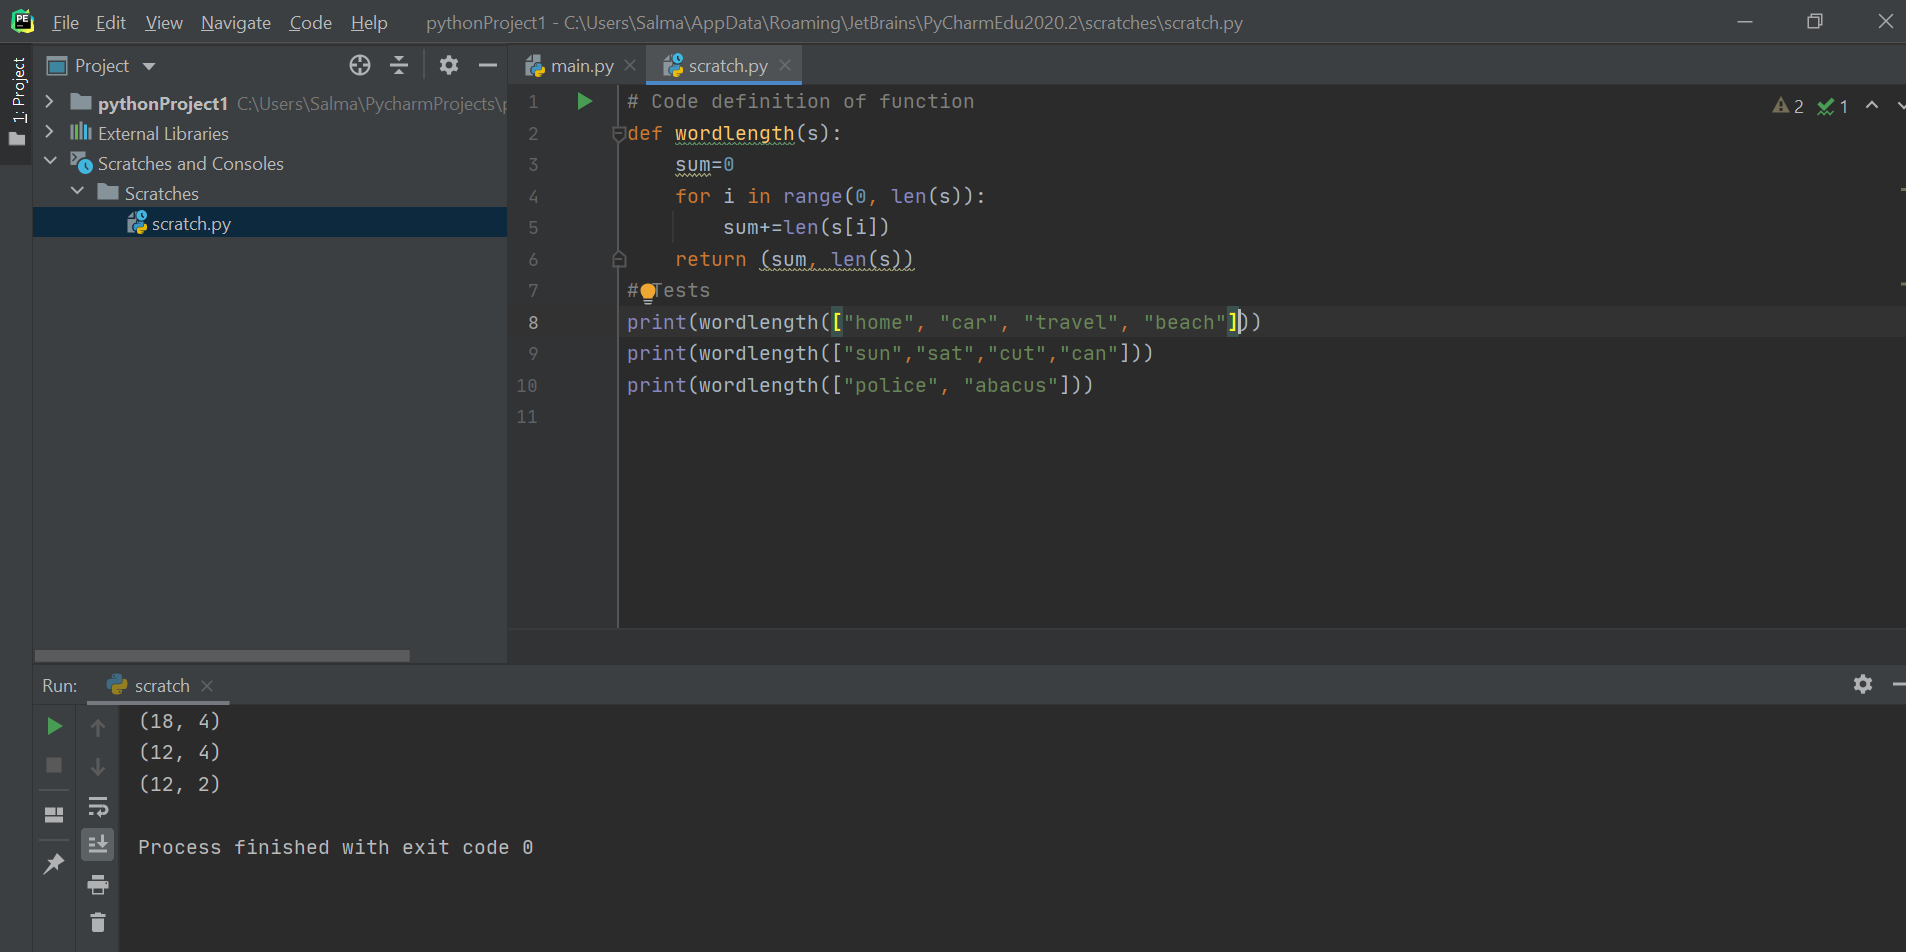 File Edit View Navigate Code Help pythonProject1 - C:\Users\Salma\AppData\Roaming\JetBrains\PyCharmEdu2020.2\scratches\scratch.py
1: Project
Project
pythonProject1 C:\Users\Salma\PycharmProjects\p
External Libraries
Scratches and Consoles
Scratches
scratch.py
main.py scratch.py
2 1
1 # Code definition of function
2 def wordlength(s):
3     sum=0
4     for i in range(0, len(s)):
5         sum+=len(s[i])
6     return (sum, len(s))
7 # Tests
8 print(wordlength(["home", "car", "travel", "beach"]))
9 print(wordlength(["sun","sat","cut","can"]))
10 print(wordlength(["police", "abacus"]))
11
Run: scratch
(18, 4)
(12, 4)
(12, 2)
Process finished with exit code 0